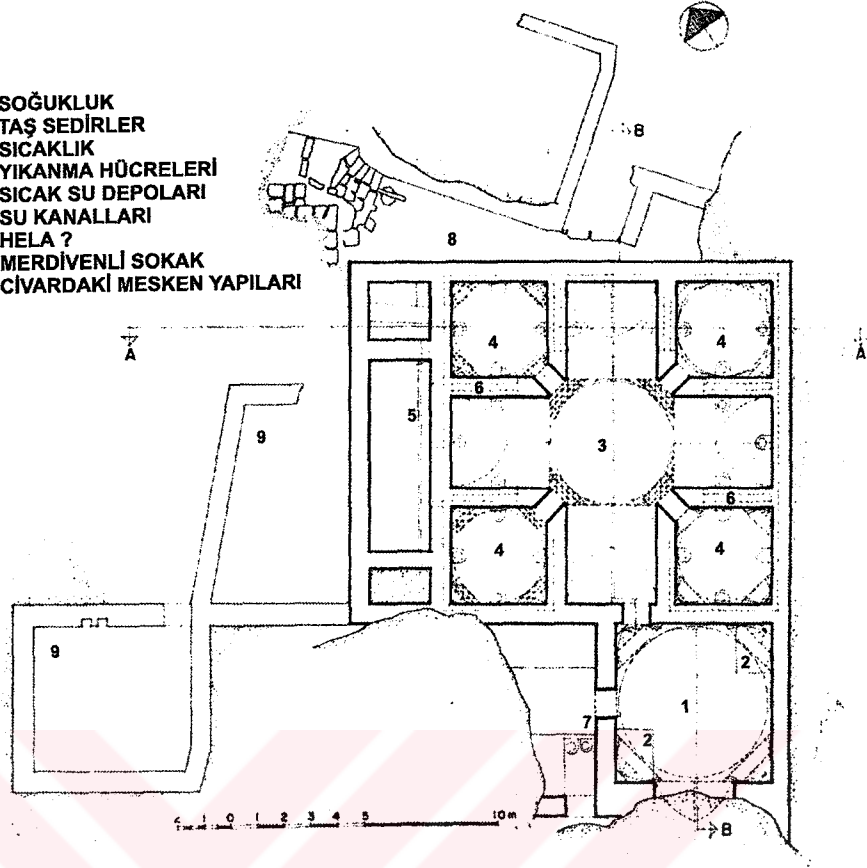 SOĞUKLUK
TAŞ SEDİRLER
SICAKLIK
YIKANMA HÜCRELERİ
SICAK SU DEPOLARI
SU KANALLARI
HELA ?
MERDİVENLİ SOKAK
CİVARDAKİ MESKEN YAPILARI
B
8
A
A
4
4
6
5
3
9
6
4
4
9
2
1
7
2
1 0 1 2 3 4 5 10 m
B